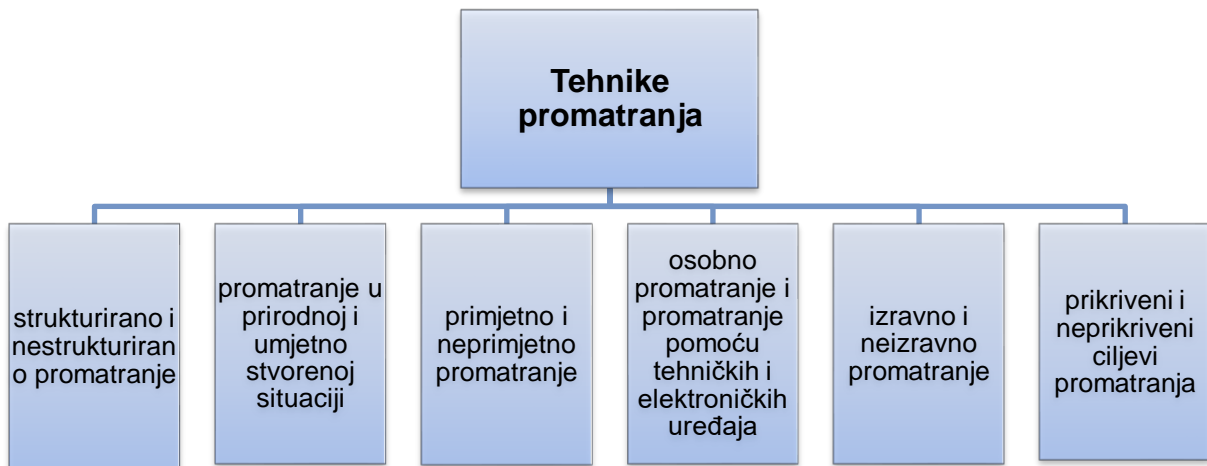 Tehnike
promatranja
strukturirano i
nestrukturiran
o promatranje
promatranje u
prirodnoj i
umjetno
stvorenoj
situaciji
primjetno i
neprimjetno
promatranje
osobno
promatranje i
promatranje
pomoću
tehničkih i
elektroničkih
uređaja
izravno i
neizravno
promatranje
prikriveni i
neprikriveni
ciljevi
promatranja